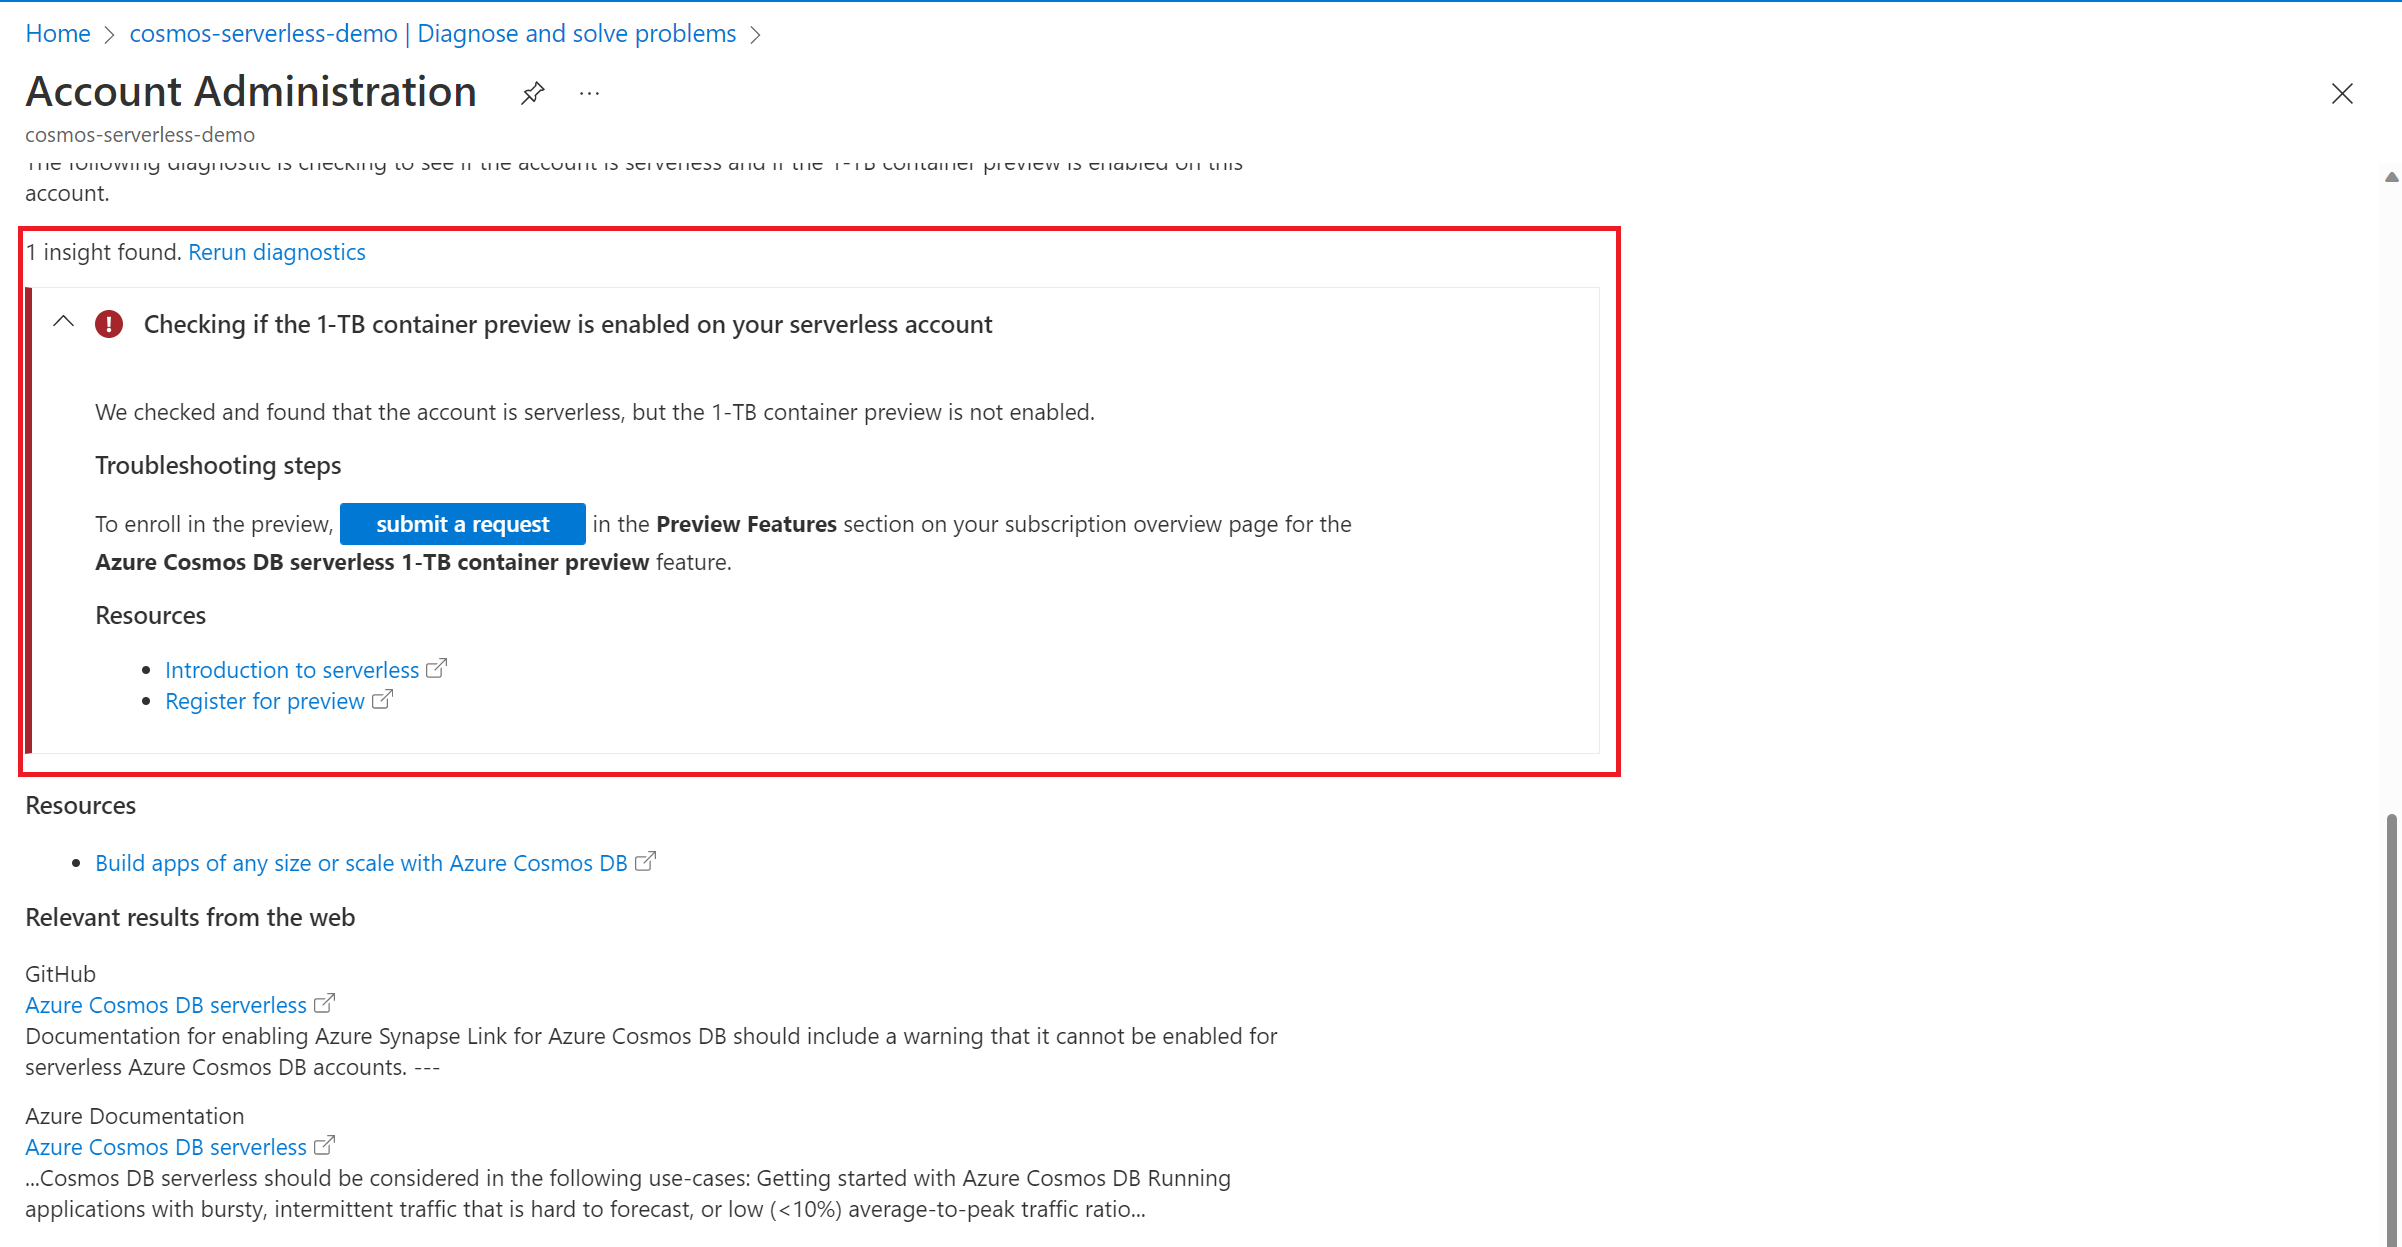 Home > cosmos-serverless-demo | Diagnose and solve problems >
Account Administration
cosmos-serverless-demo
The following diagnostic is checking to see if the account is serverless and if the 1-TB container preview is enabled on this
account.
1 insight found. Rerun diagnostics
Checking if the 1-TB container preview is enabled on your serverless account
We checked and found that the account is serverless, but the 1-TB container preview is not enabled.
Troubleshooting steps
To enroll in the preview, submit a request in the Preview Features section on your subscription overview page for the
Azure Cosmos DB serverless 1-TB container preview feature.
Resources
Introduction to serverless
Register for preview
Resources
Build apps of any size or scale with Azure Cosmos DB
Relevant results from the web
GitHub
Azure Cosmos DB serverless
Documentation for enabling Azure Synapse Link for Azure Cosmos DB should include a warning that it cannot be enabled for
serverless Azure Cosmos DB accounts. ---
Azure Documentation
Azure Cosmos DB serverless
...Cosmos DB serverless should be considered in the following use-cases: Getting started with Azure Cosmos DB Running
applications with bursty, intermittent traffic that is hard to forecast, or low (<10%) average-to-peak traffic ratio...